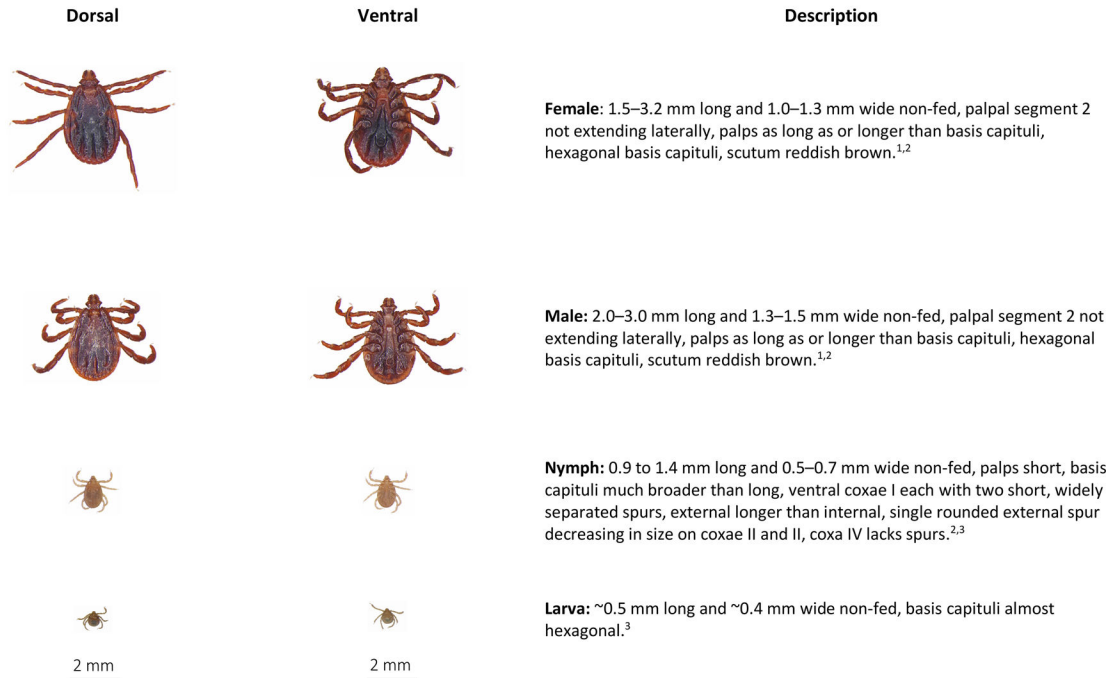 Dorsal
Ventral
Description
Female: 1.5–3.2 mm long and 1.0–1.3 mm wide non-fed, palpal segment 2
not extending laterally, palps as long as or longer than basis capituli,
hexagonal basis capituli, scutum reddish brown.1,2
Male: 2.0–3.0 mm long and 1.3–1.5 mm wide non-fed, palpal segment 2 not
extending laterally, palps as long as or longer than basis capituli, hexagonal
basis capituli, scutum reddish brown.1,2
Nymph: 0.9 to 1.4 mm long and 0.5–0.7 mm wide non-fed, palps short, basis
capituli much broader than long, ventral coxae I each with two short, widely
separated spurs, external longer than internal, single rounded external spur
decreasing in size on coxae II and II, coxa IV lacks spurs.2,3
Larva: ~0.5 mm long and ~0.4 mm wide non-fed, basis capituli almost
hexagonal.3
2 mm
2 mm